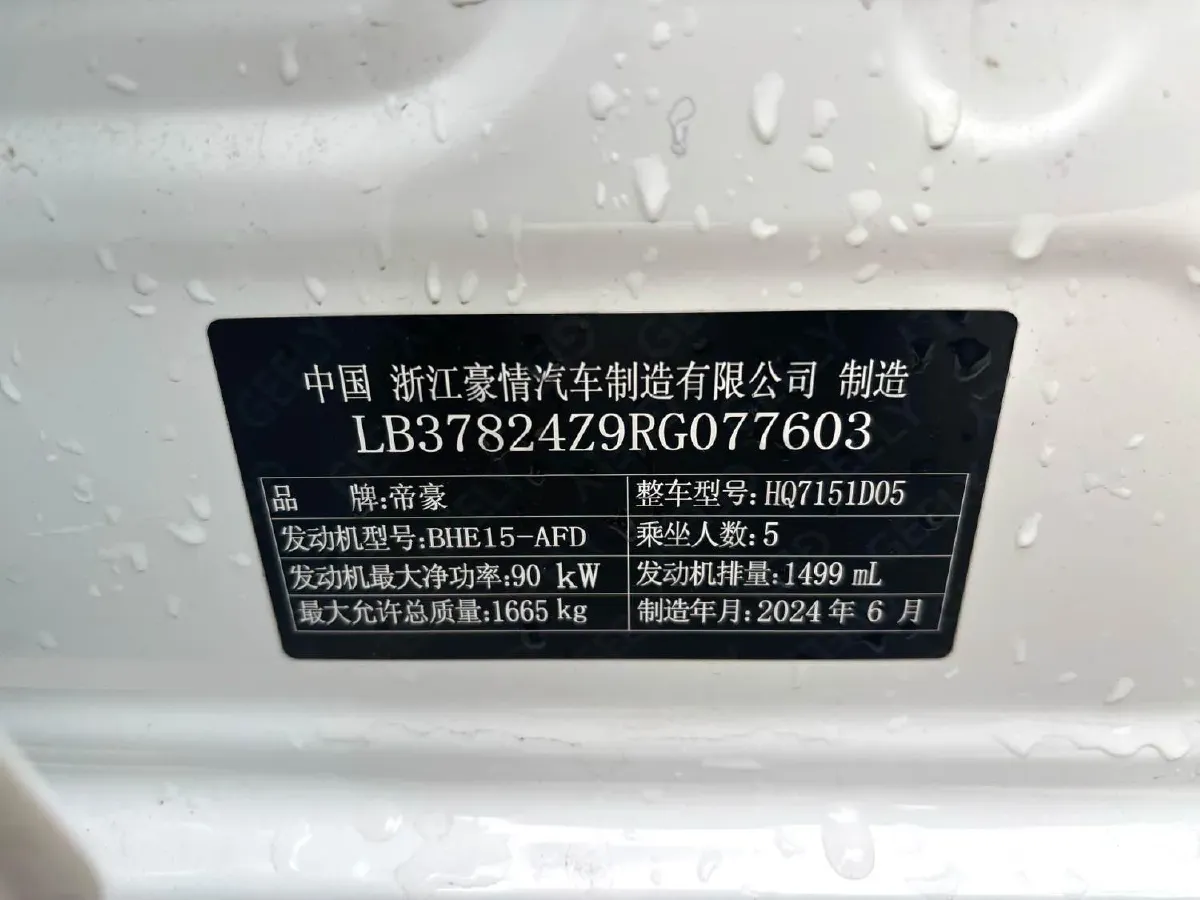 中国 浙江豪情汽车制造有限公司 制造
LB37824Z9RG077603
品 牌:帝豪 整车型号:HQ7151D05
发动机型号:BHE15-AFD 乘坐人数:5
发动机最大净功率:90 kW 发动机排量:1499 mL
最大允许总质量:1665 kg 制造年月:2024 年 6 月